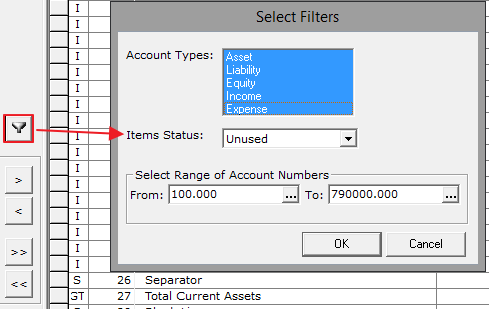 Select Filters
I
I
I
Account Types:
Asset
I
Liability
I
Equity
I
Income
I
Expense
I
I
Items Status:
Unused
I
I
I
Select Range of Account Numbers
>
I
From:
100.000
...
To:
790000.000
...
<
I
I
>>
I
OK
Cancel
I
<<
S 26 Separator
GT 27 Total Current Assets